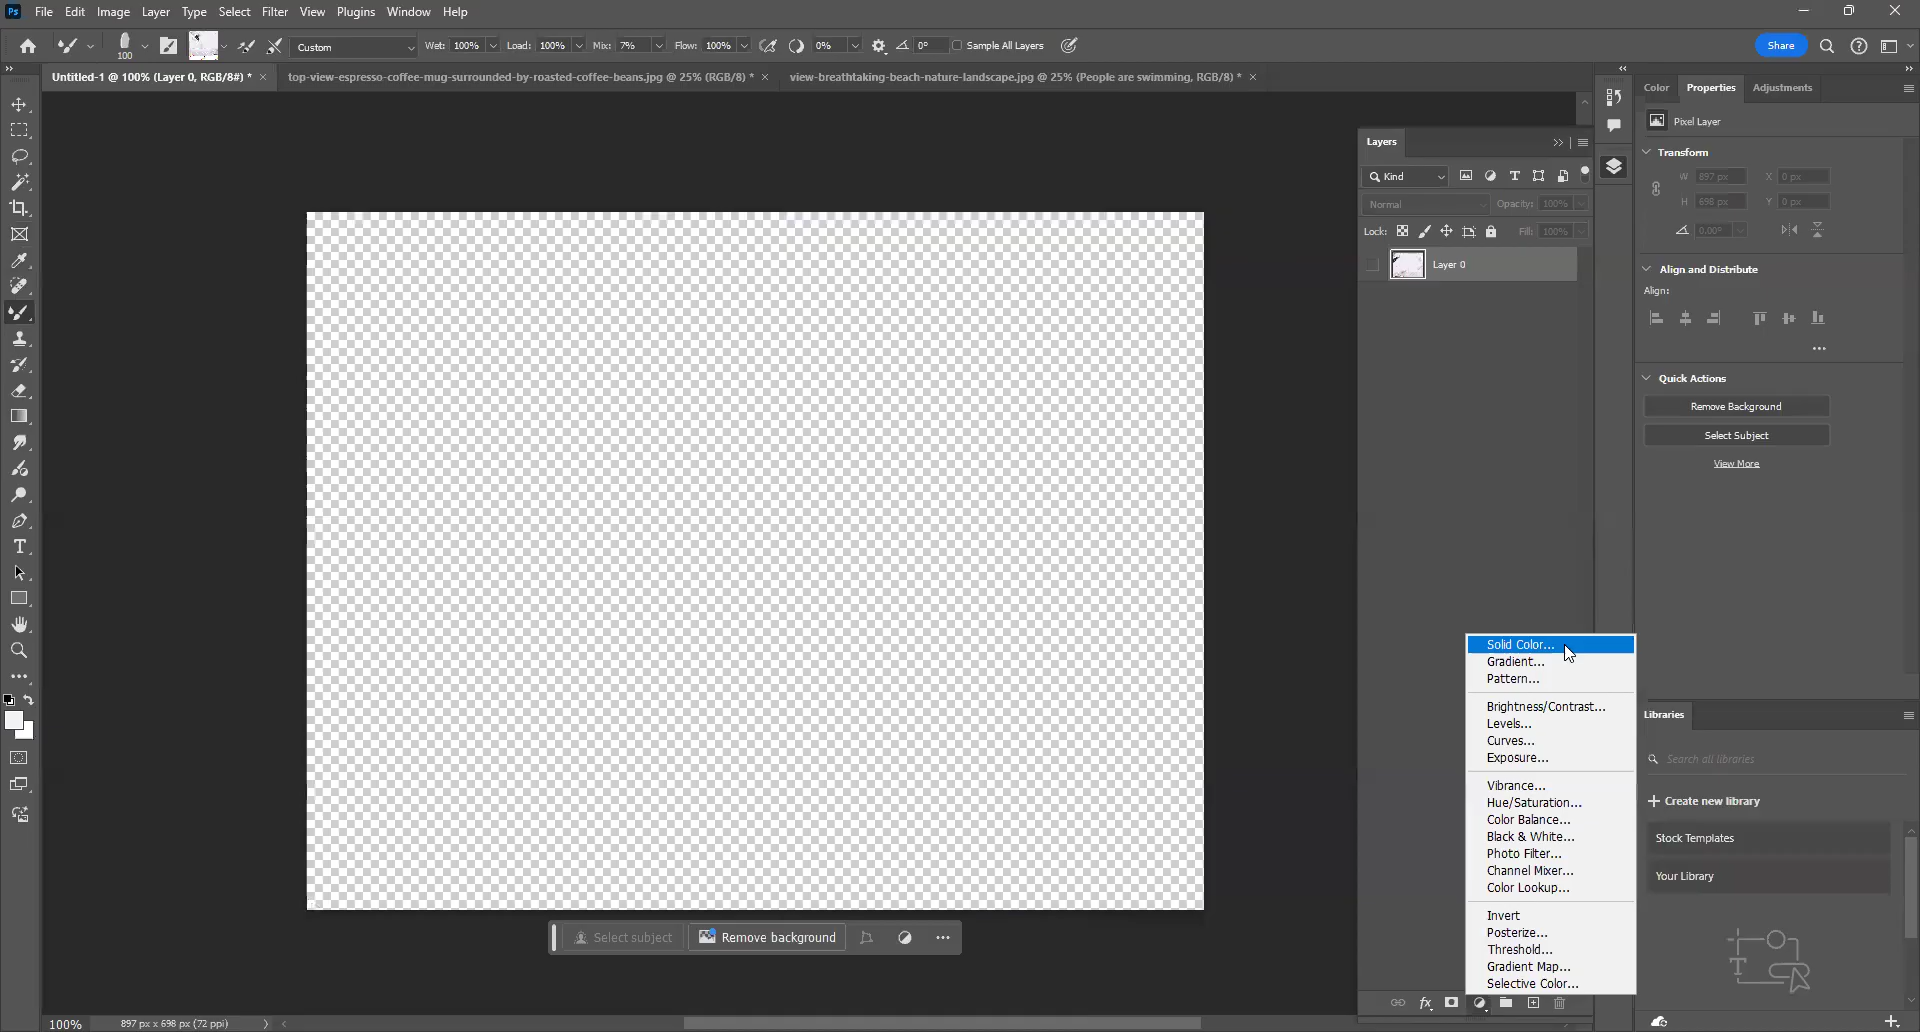 Ps File Edit Image Layer Type Select Filter View Plugins Window Help
100 Custom Wet: 100% Load: 100% Mix: 7% Flow: 100% 0% 0° Sample All Layers Share
Untitled-1 @ 100% (Layer 0, RGB/8#) * × top-view-espresso-coffee-mug-surrounded-by-roasted-coffee-beans.jpg @ 25% (RGB/8) * × view-breathtaking-beach-nature-landscape.jpg @ 25% (People are swimming, RGB/8) * ×
Color Properties Adjustments
Pixel Layer
Transform
W 897 px X 0 px
H 698 px Y 0 px
0.00°
Align and Distribute
Align:
Quick Actions
Remove Background
Select Subject
View More
Layers
Kind
Normal Opacity: 100%
Lock: Fill: 100%
Layer 0
Solid Color...
Gradient...
Pattern...
Brightness/Contrast...
Levels...
Curves...
Exposure...
Vibrance...
Hue/Saturation...
Color Balance...
Black & White...
Photo Filter...
Channel Mixer...
Color Lookup...
Invert
Posterize...
Threshold...
Gradient Map...
Selective Color...
fx
Libraries
Search all libraries
Create new library
Stock Templates
Your Library
Select subject Remove background
100% 897 px x 698 px (72 ppi)